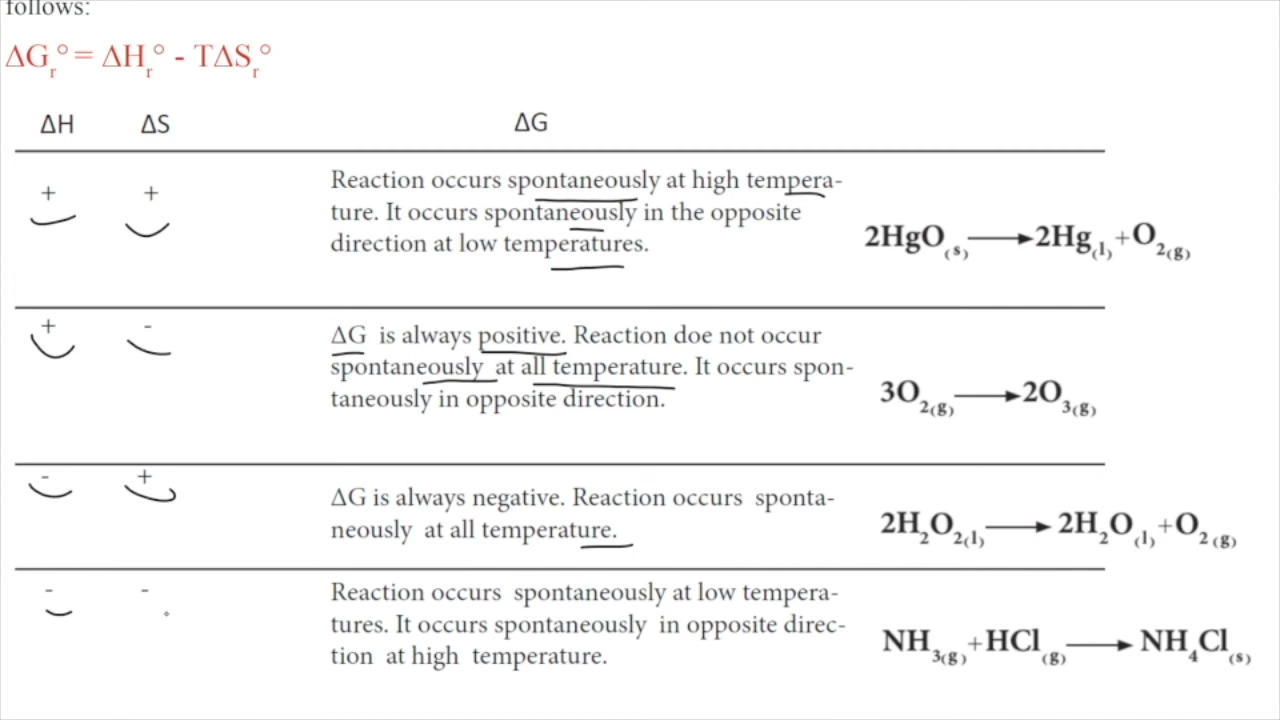 follows:
ΔGr° = ΔHr° - TΔSr°
ΔH ΔS ΔG
+ + Reaction occurs spontaneously at high tempera-
ture. It occurs spontaneously in the opposite
direction at low temperatures.
2HgO(s) → 2Hg(l) + O2(g)
+ - ΔG is always positive. Reaction doe not occur
spontaneously at all temperature. It occurs spon-
taneously in opposite direction.
3O2(g) → 2O3(g)
- + ΔG is always negative. Reaction occurs sponta-
neously at all temperature.
2H2O2(l) → 2H2O(l) + O2(g)
- - Reaction occurs spontaneously at low tempera-
tures. It occurs spontaneously in opposite direc-
tion at high temperature.
NH3(g) + HCl(g) → NH4Cl(s)